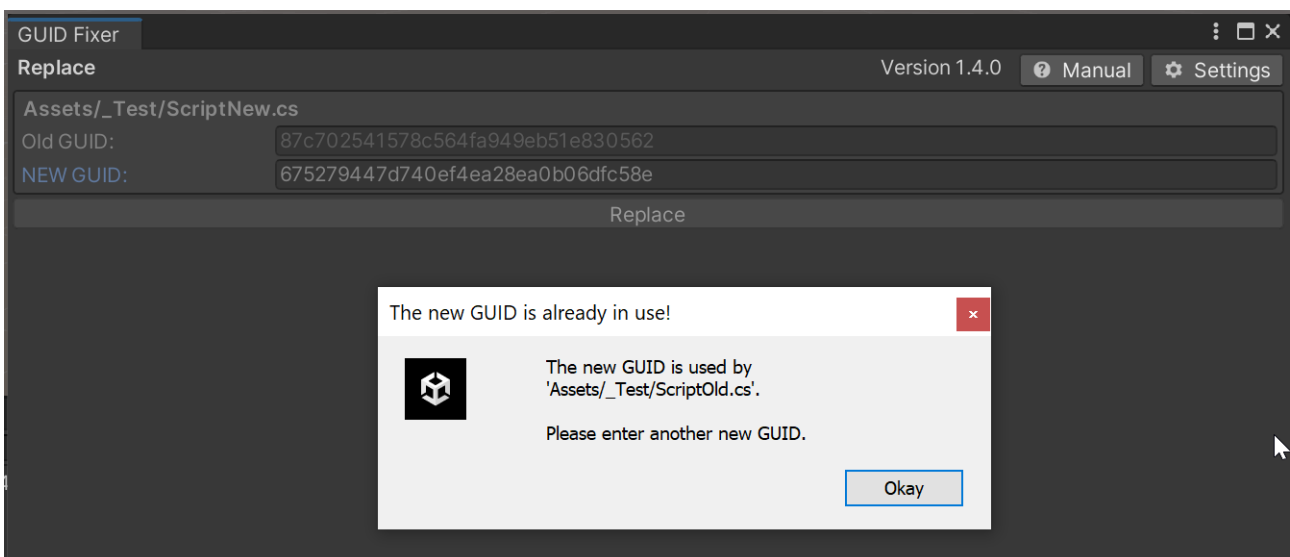 GUID Fixer
Replace
Version 1.4.0
Manual
Settings
Assets/_Test/ScriptNew.cs
Old GUID:
87c702541578c564fa949eb51e830562
NEW GUID:
675279447d740ef4ea28ea0b06dfc58e
Replace
The new GUID is already in use!
The new GUID is used by
'Assets/_Test/ScriptOld.cs'.
Please enter another new GUID.
Okay